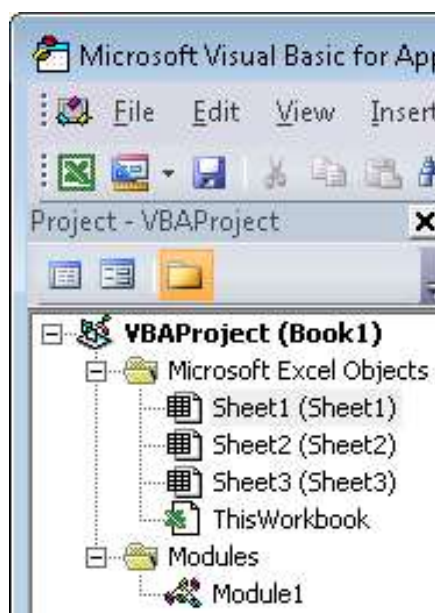 Microsoft Visual Basic for App
File Edit View Insert
Project - VBAProject
VBAProject (Book1)
Microsoft Excel Objects
Sheet1 (Sheet1)
Sheet2 (Sheet2)
Sheet3 (Sheet3)
ThisWorkbook
Modules
Module1